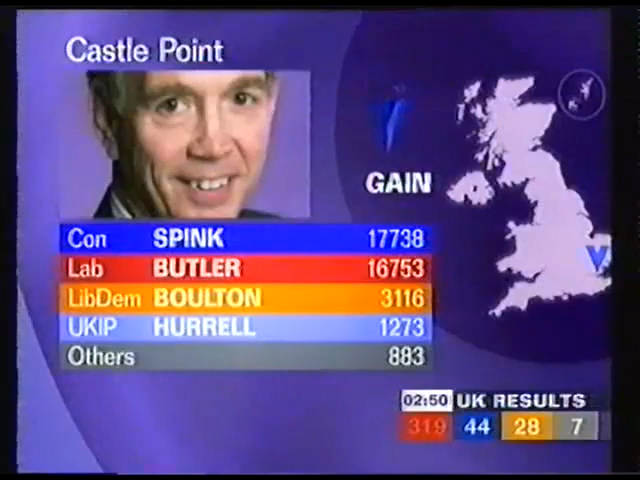 Castle Point
GAIN
Con SPINK 17738
Lab BUTLER 16753
LibDem BOULTON 3116
UKIP HURRELL 1273
Others 883
02:50 UK RESULTS
319 44 28 7